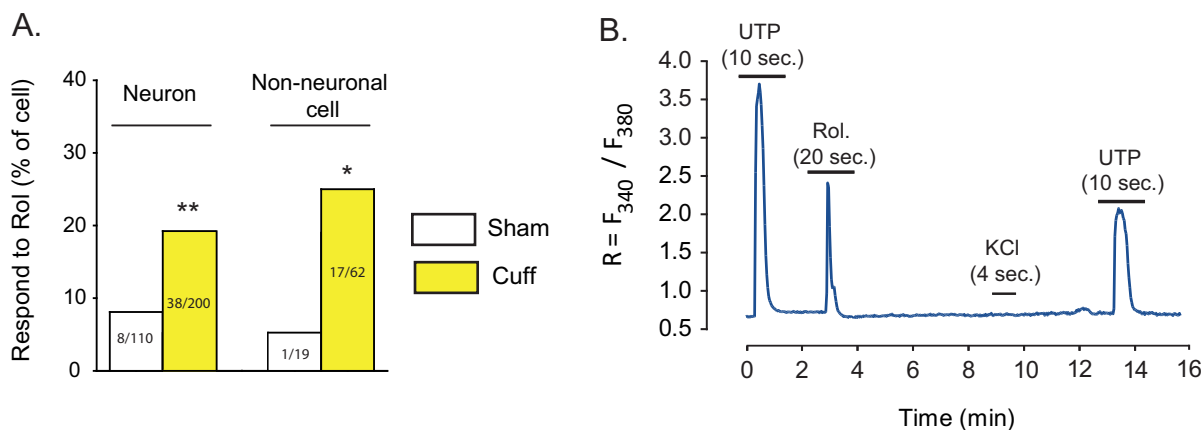 A.
Respond to Rol (% of cell)
40
30
20
10
0
Neuron
Non-neuronal
cell
**
*
8/110
38/200
1/19
17/62
Sham
Cuff
B.
R = F340 / F380
4.0
3.5
3.0
2.5
2.0
1.5
1.0
0.5
UTP
(10 sec.)
Rol.
(20 sec.)
KCl
(4 sec.)
UTP
(10 sec.)
0 2 4 6 8 10 12 14 16
Time (min)